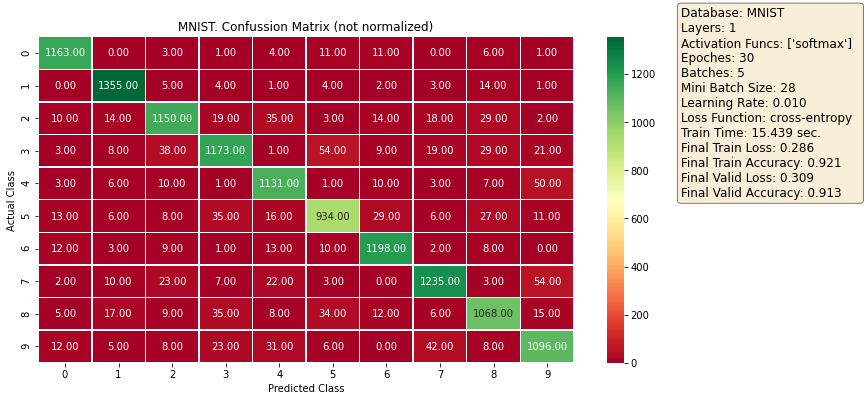 MNIST. Confussion Matrix (not normalized)
0 1163.00 0.00 3.00 1.00 4.00 11.00 11.00 0.00 6.00 1.00
1 0.00 1355.00 5.00 4.00 1.00 4.00 2.00 3.00 14.00 1.00
2 10.00 14.00 1150.00 19.00 35.00 3.00 14.00 18.00 29.00 2.00
3 3.00 8.00 38.00 1173.00 1.00 54.00 9.00 19.00 29.00 21.00
4 3.00 6.00 10.00 1.00 1131.00 1.00 10.00 3.00 7.00 50.00
5 13.00 6.00 8.00 35.00 16.00 934.00 29.00 6.00 27.00 11.00
6 12.00 3.00 9.00 1.00 13.00 10.00 1198.00 2.00 8.00 0.00
7 2.00 10.00 23.00 7.00 22.00 3.00 0.00 1235.00 3.00 54.00
8 5.00 17.00 9.00 35.00 8.00 34.00 12.00 6.00 1068.00 15.00
9 12.00 5.00 8.00 23.00 31.00 6.00 0.00 42.00 8.00 1096.00
0 1 2 3 4 5 6 7 8 9
Actual Class
Predicted Class
1200
1000
800
600
400
200
0
Database: MNIST
Layers: 1
Activation Funcs: ['softmax']
Epoches: 30
Batches: 5
Mini Batch Size: 28
Learning Rate: 0.010
Loss Function: cross-entropy
Train Time: 15.439 sec.
Final Train Loss: 0.286
Final Train Accuracy: 0.921
Final Valid Loss: 0.309
Final Valid Accuracy: 0.913